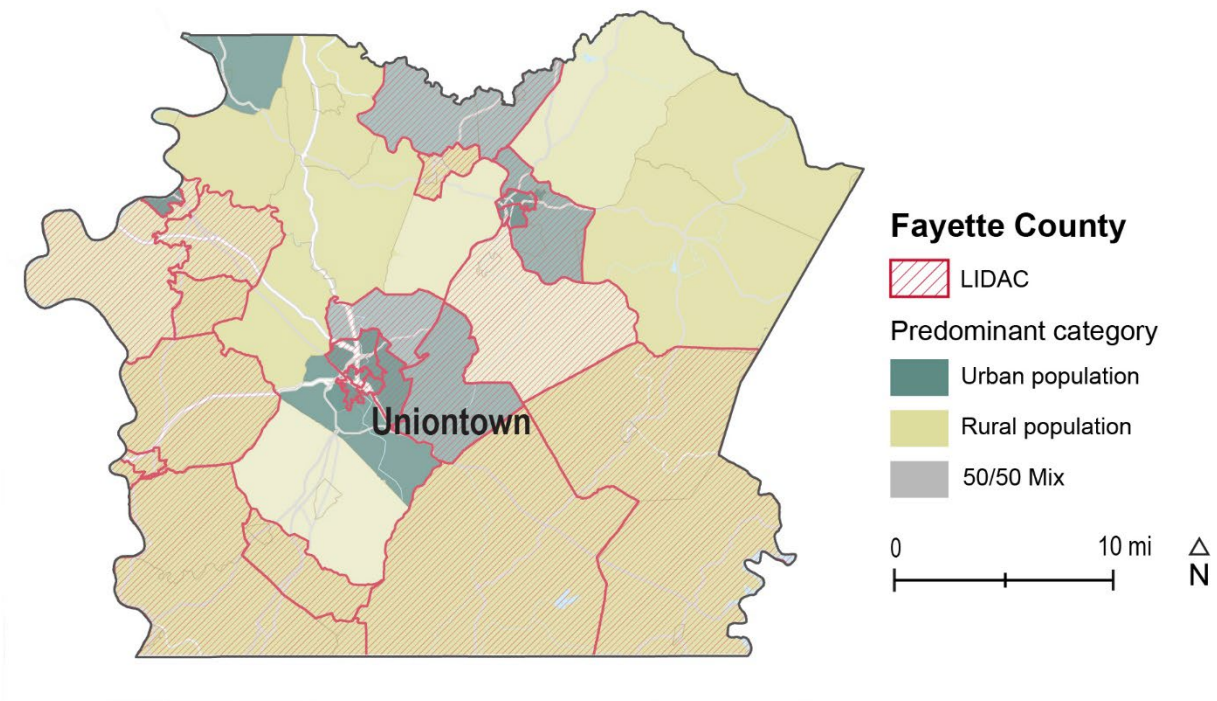 Uniontown
Fayette County
LIDAC
Predominant category
Urban population
Rural population
50/50 Mix
0 10 mi
N